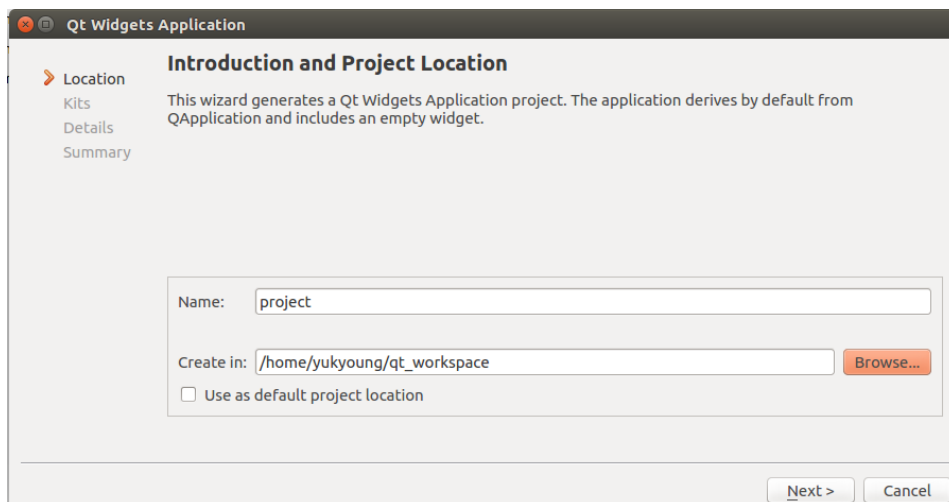 Qt Widgets Application
Location
Kits
Details
Summary
Introduction and Project Location
This wizard generates a Qt Widgets Application project. The application derives by default from
QApplication and includes an empty widget.
Name: project
Create in: /home/yukyoung/qt_workspace Browse...
Use as default project location
Next > Cancel